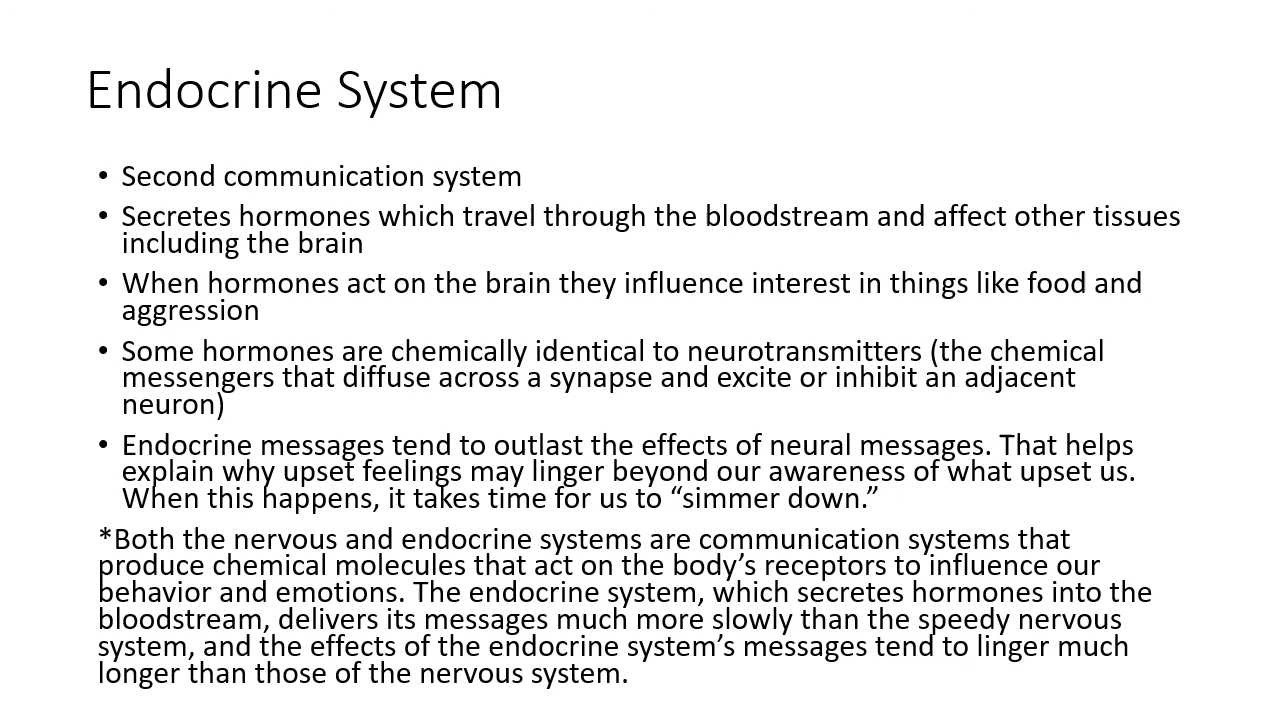 Endocrine System
• Second communication system
• Secretes hormones which travel through the bloodstream and affect other tissues
including the brain
• When hormones act on the brain they influence interest in things like food and
aggression
• Some hormones are chemically identical to neurotransmitters (the chemical
messengers that diffuse across a synapse and excite or inhibit an adjacent
neuron)
• Endocrine messages tend to outlast the effects of neural messages. That helps
explain why upset feelings may linger beyond our awareness of what upset us.
When this happens, it takes time for us to “simmer down.”
*Both the nervous and endocrine systems are communication systems that
produce chemical molecules that act on the body’s receptors to influence our
behavior and emotions. The endocrine system, which secretes hormones into the
bloodstream, delivers its messages much more slowly than the speedy nervous
system, and the effects of the endocrine system’s messages tend to linger much
longer than those of the nervous system.